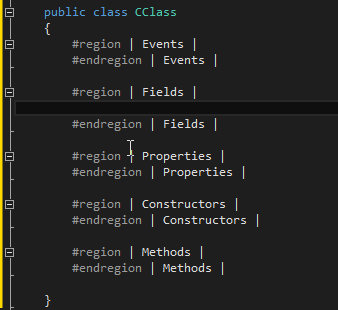 public class CClass
{
#region | Events |
#endregion | Events |
#region | Fields |
#endregion | Fields |
#region | Properties |
#endregion | Properties |
#region | Constructors |
#endregion | Constructors |
#region | Methods |
#endregion | Methods |
}